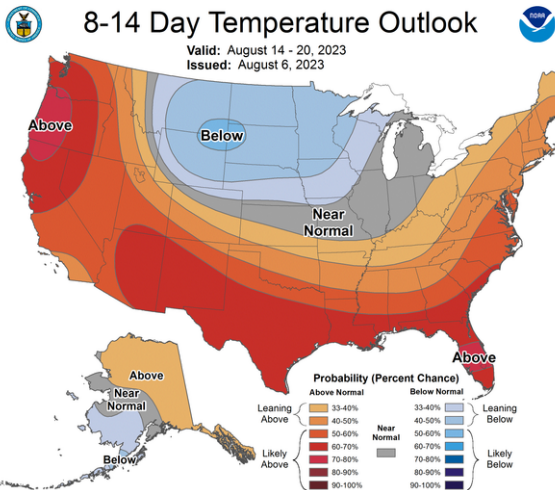 8-14 Day Temperature Outlook
Valid: August 14 - 20, 2023
Issued: August 6, 2023
NOAA
Above
Below
Near
Normal
Above
Above
Near
Normal
Below
Probability (Percent Chance)
Above Normal
Below Normal
Leaning
Above
33-40%
40-50%
Likely
Above
50-60%
60-70%
70-80%
80-90%
90-100%
Near
Normal
33-40%
40-50%
Leaning
Below
50-60%
60-70%
70-80%
80-90%
90-100%
Likely
Below